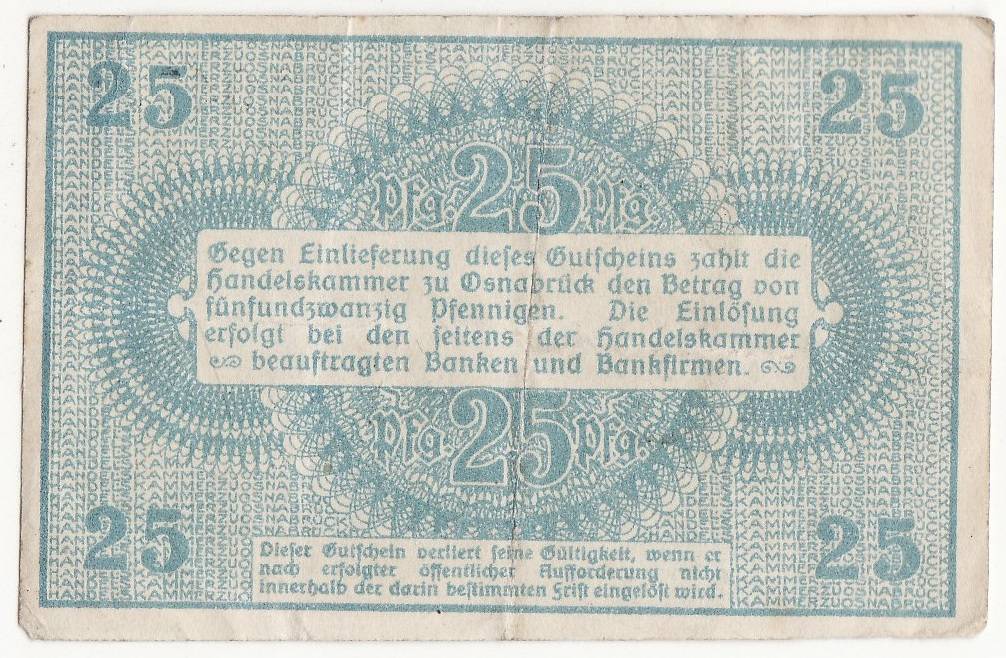 25 25
Pfg. 25 Pfg.
Gegen Einlieferung dieses Gutscheins zahlt die
Handelskammer zu Osnabrück den Betrag von
fünfundzwanzig Pfennigen. Die Einlösung
erfolgt bei den seitens der Handelskammer
beauftragten Banken und Bankfirmen.
Pfg. 25 Pfg.
25 25
Dieser Gutschein verliert seine Gültigkeit, wenn er
nach erfolgter öffentlicher Aufforderung nicht
innerhalb der darin bestimmten Frist eingelöst wird.